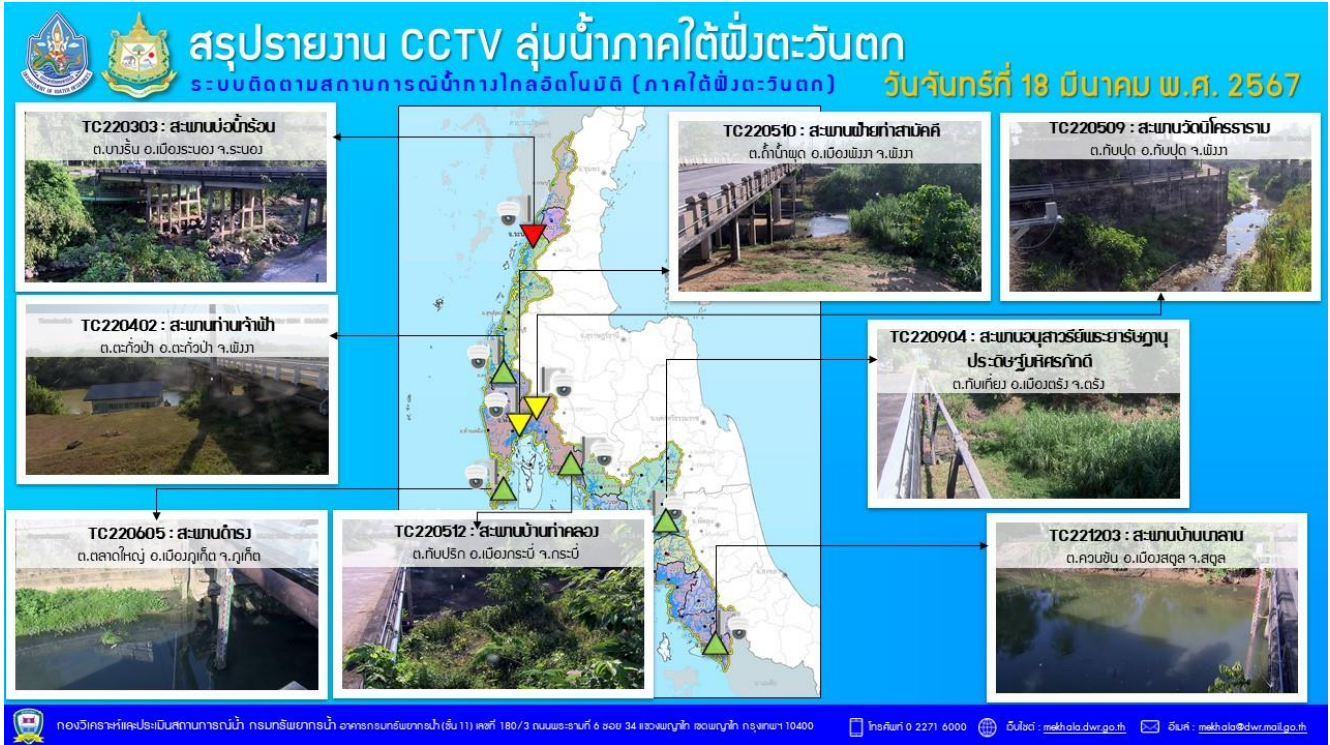 สรุปรายงาน CCTV ลุ่มน้ำภาคใต้ฝั่งตะวันตก
ระบบติดตามสถานการณ์น้ำทางไกลอัตโนมัติ (ภาคใต้ฝั่งตะวันตก)
วันจันทร์ที่ 18 มีนาคม พ.ศ. 2567
TC220303 : สะพานบ่อน้ำร้อน
ต.บางริ้น อ.เมืองระนอง จ.ระนอง
TC220510 : สะพานฝ่ายท่าสามัคคี
ต.ถ้ำน้ำผุด อ.เมืองพังงา จ.พังงา
TC220509 : สะพานวัดนิโครธาราม
ต.ทับปุด อ.ทับปุด จ.พังงา
TC220402 : สะพานท่านเจ้าฟ้า
ต.ตะกั่วป่า อ.ตะกั่วป่า จ.พังงา
TC220904 : สะพานอนุสาวรีย์พระยารัษฎานุ
ประดิษฐ์มหิศรภักดี
ต.ทับเที่ยง อ.เมืองตรัง จ.ตรัง
TC220605 : สะพานดำรง
ต.ตลาดใหญ่ อ.เมืองภูเก็ต จ.ภูเก็ต
TC220512 : สะพานบ้านท่าคลอง
ต.ทับปริก อ.เมืองกระบี่ จ.กระบี่
TC221203 : สะพานบ้านนาลาน
ต.ควนขัน อ.เมืองสตูล จ.สตูล
กองวิเคราะห์และประเมินสถานการณ์น้ำ กรมทรัพยากรน้ำ อาคารกรมทรัพยากรน้ำ (ชั้น 11) เลขที่ 180/3 ถนนพระรามที่ 6 ซอย 34 แขวงพญาไท เขตพญาไท กรุงเทพฯ 10400
โทรศัพท์ 0 2271 6000
เว็บไซต์ : mekhala.dwr.go.th
อีเมล์ : mekhala@dwr.mail.go.th